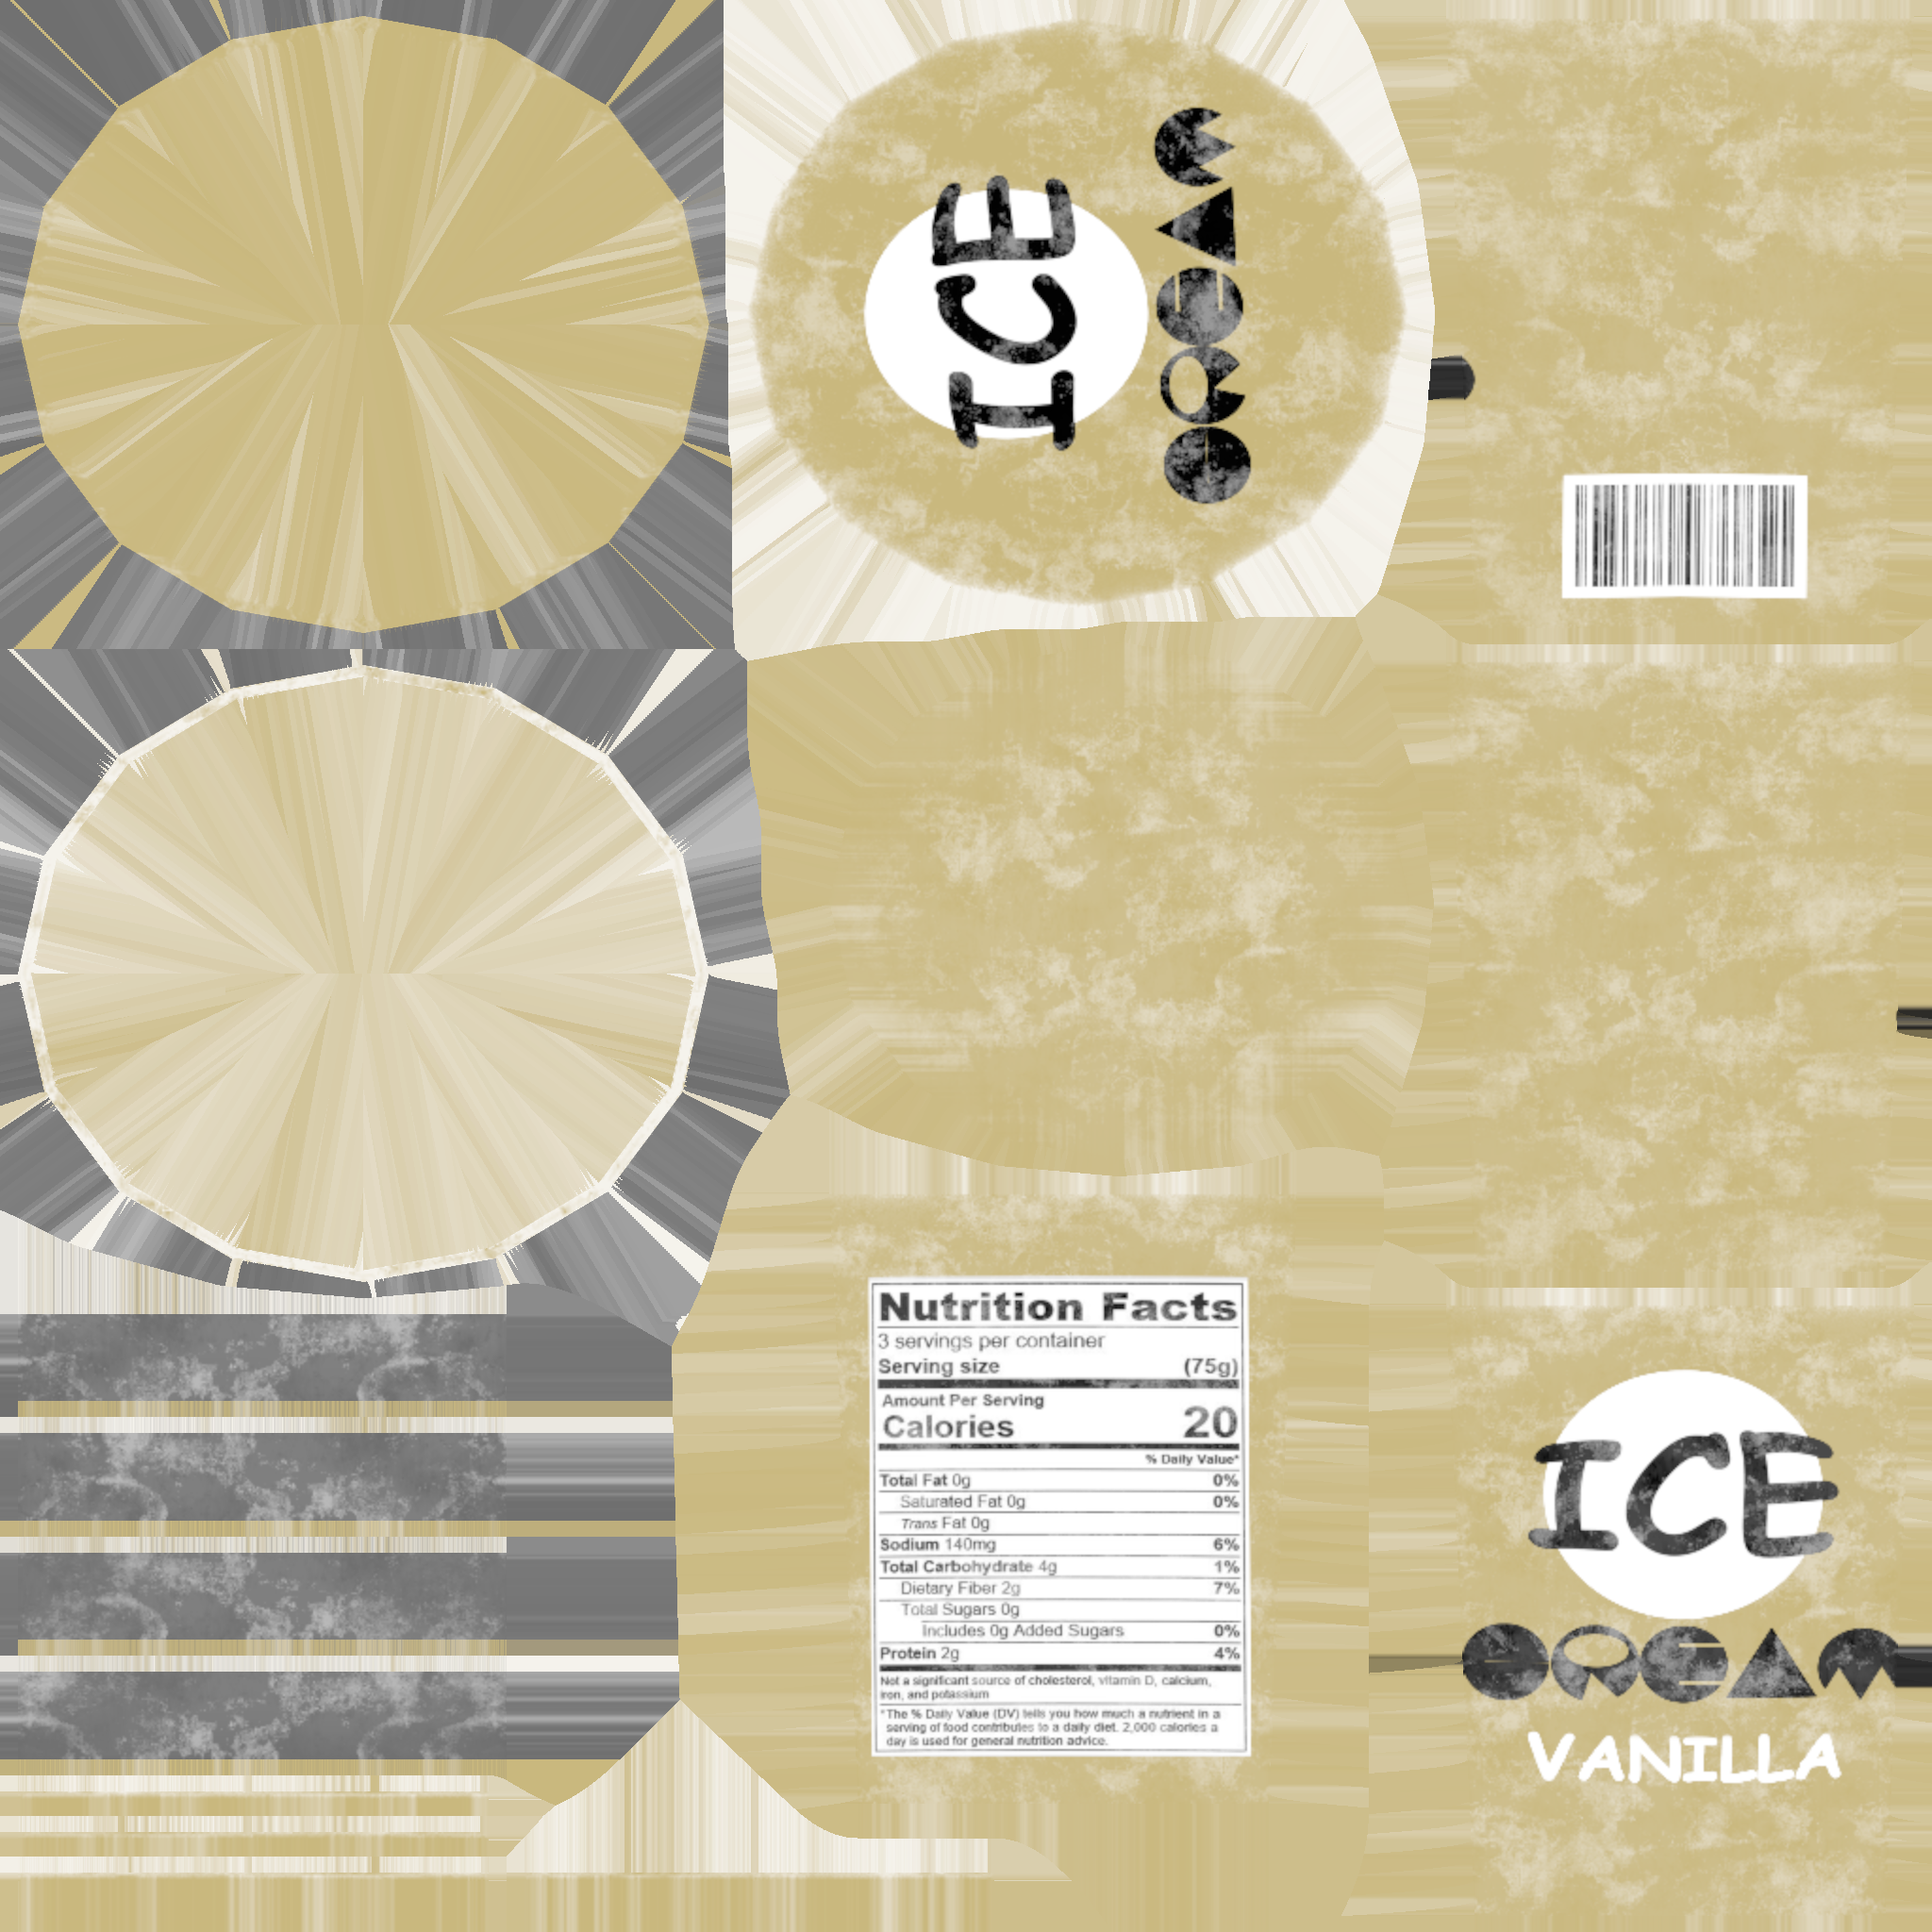 ICE
CREAM
Nutrition Facts
3 servings per container
Serving size (75g)
Amount Per Serving
Calories 20
% Daily Value*
Total Fat 0g 0%
Saturated Fat 0g 0%
Trans Fat 0g
Sodium 140mg 6%
Total Carbohydrate 4g 1%
Dietary Fiber 2g 7%
Total Sugars 0g
Includes 0g Added Sugars 0%
Protein 2g 4%
Not a significant source of cholesterol, vitamin D, calcium,
iron, and potassium
*The % Daily Value (DV) tells you how much a nutrient in a
serving of food contributes to a daily diet. 2,000 calories a
day is used for general nutrition advice.
ICE
CREAM
VANILLA